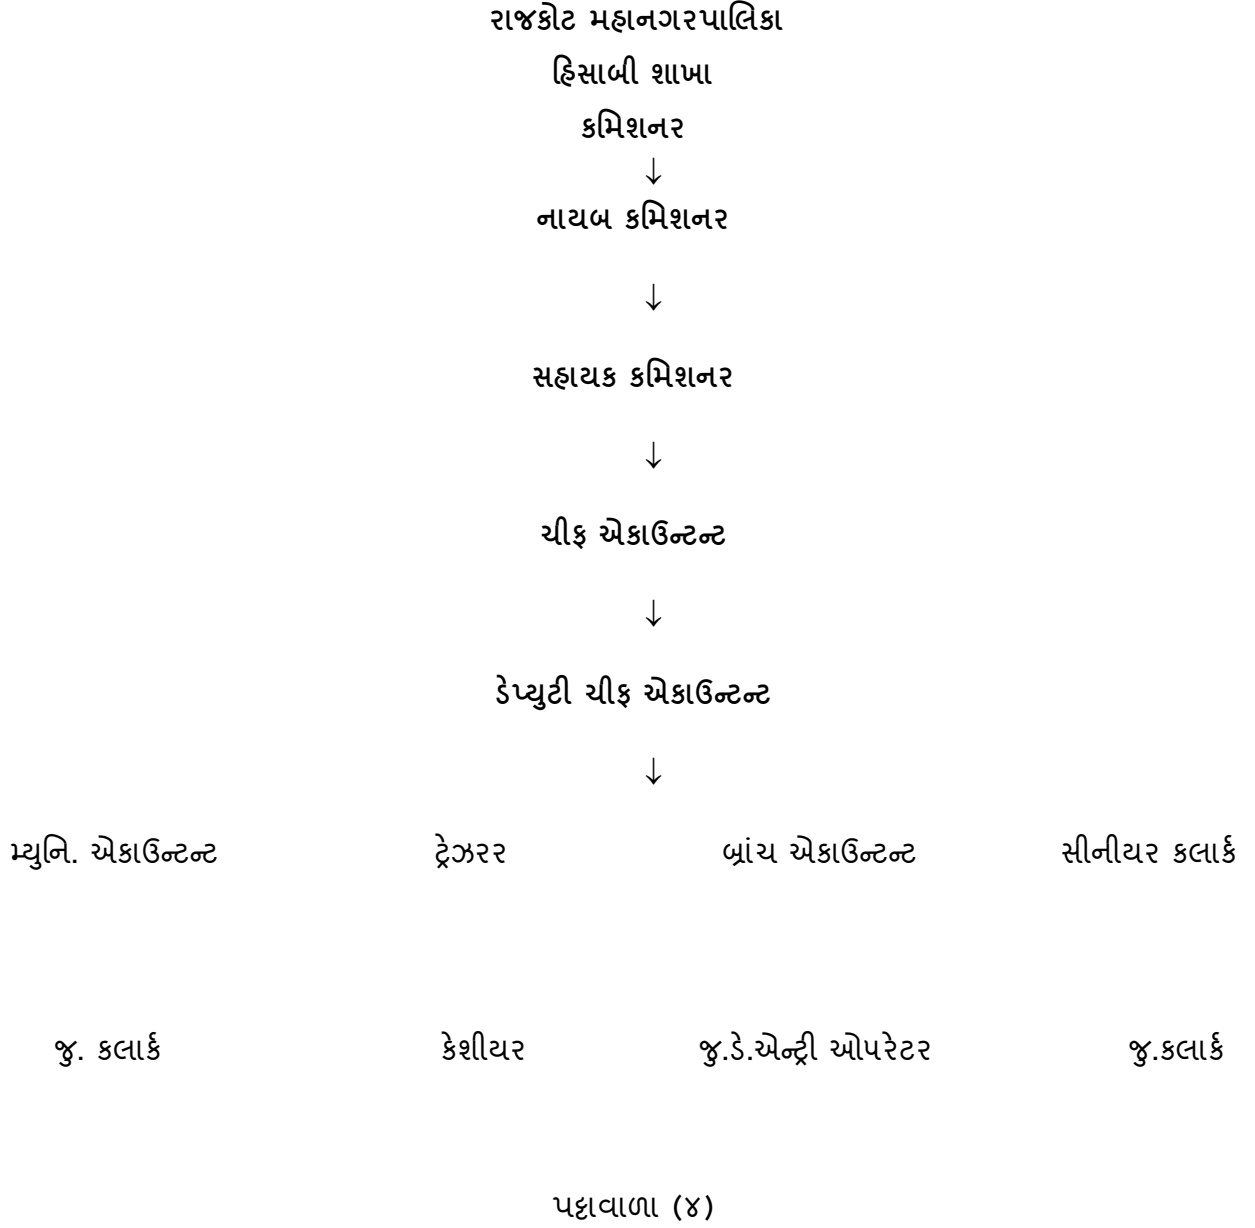 રાજકોટ મહાનગરપાલિકા
હિસાબી શાખા
કમિશનર
↓
નાયબ કમિશનર
↓
સહાયક કમિશનર
↓
ચીફ એકાઉન્ટન્ટ
↓
ડેપ્યુટી ચીફ એકાઉન્ટન્ટ
↓
મ્યુનિ. એકાઉન્ટન્ટ ટ્રેઝરર બ્રાંચ એકાઉન્ટન્ટ સીનીયર કલાર્ક
જુ. કલાર્ક કેશીયર જુ.ડે.એન્ટ્રી ઓપરેટર જુ.કલાર્ક
પટ્ટાવાળા (૪)